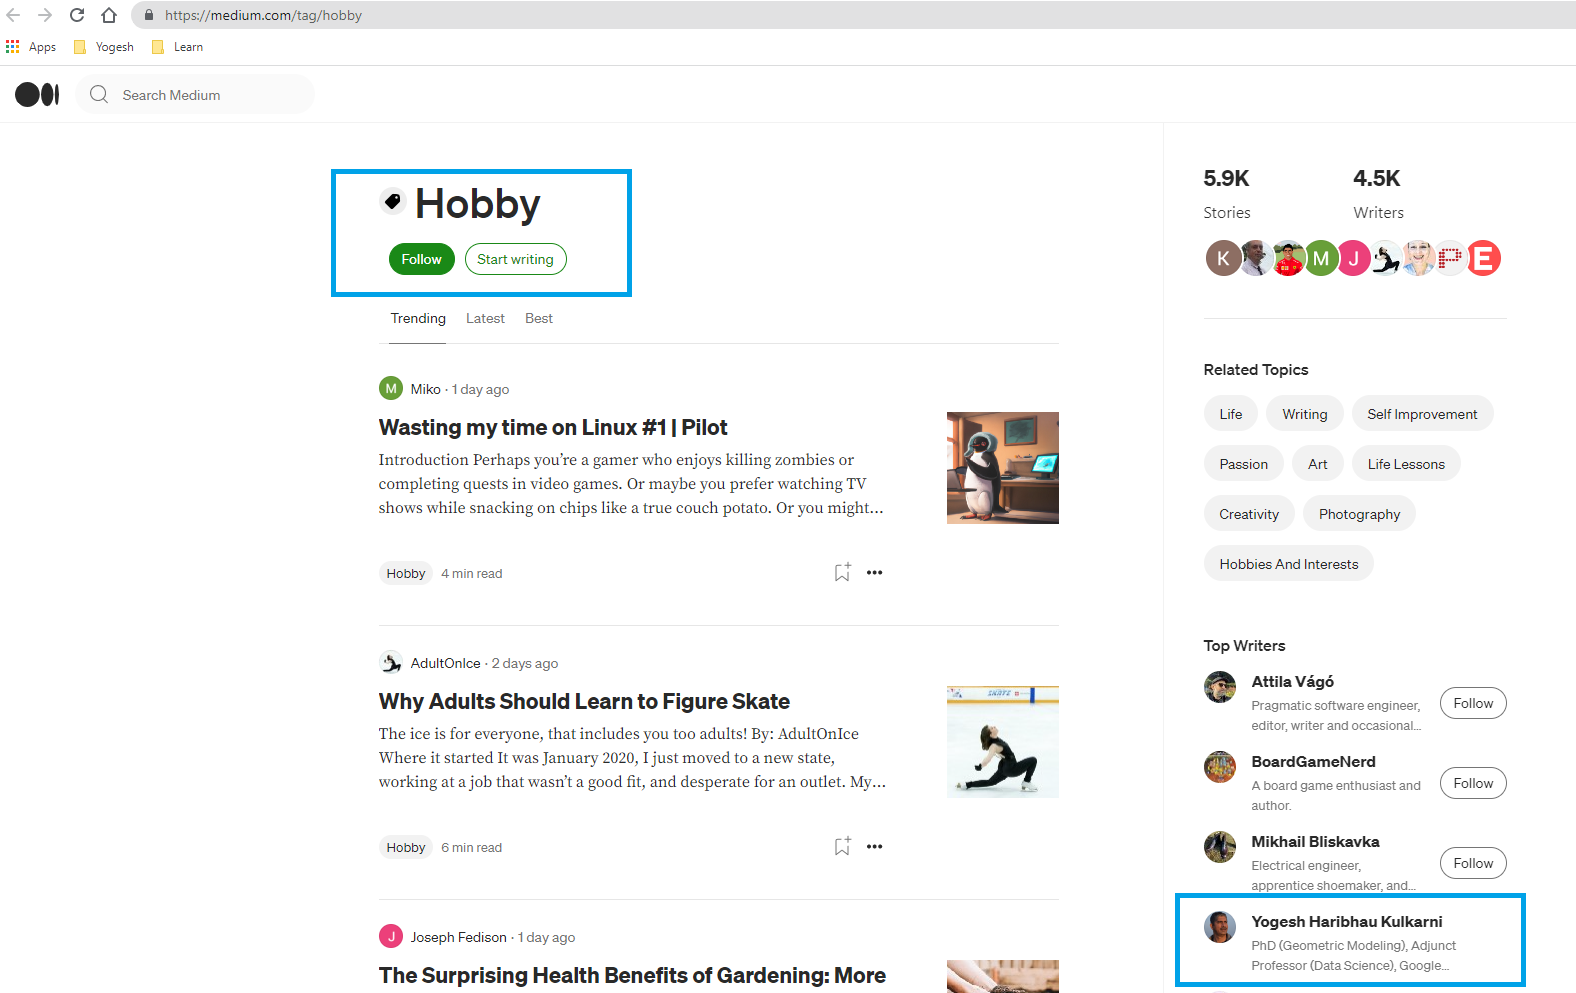 https://medium.com/tag/hobby
Apps Yogesh Learn
Search Medium
Hobby
Follow Start writing
Trending Latest Best
M Miko · 1 day ago
Wasting my time on Linux #1 | Pilot
Introduction Perhaps you’re a gamer who enjoys killing zombies or
completing quests in video games. Or maybe you prefer watching TV
shows while snacking on chips like a true couch potato. Or you might...
Hobby 4 min read
AdultOnIce · 2 days ago
Why Adults Should Learn to Figure Skate
The ice is for everyone, that includes you too adults! By: AdultOnIce
Where it started It was January 2020, I just moved to a new state,
working at a job that wasn’t a good fit, and desperate for an outlet. My...
SKATE
Hobby 6 min read
J Joseph Fedison · 1 day ago
The Surprising Health Benefits of Gardening: More
5.9K 4.5K
Stories Writers
K M J P E
Related Topics
Life Writing Self Improvement
Passion Art Life Lessons
Creativity Photography
Hobbies And Interests
Top Writers
Attila Vágó
Pragmatic software engineer,
editor, writer and occasional...
Follow
BoardGameNerd
A board game enthusiast and
author.
Follow
Mikhail Bliskavka
Electrical engineer,
apprentice shoemaker, and...
Follow
Yogesh Haribhau Kulkarni
PhD (Geometric Modeling), Adjunct
Professor (Data Science), Google...